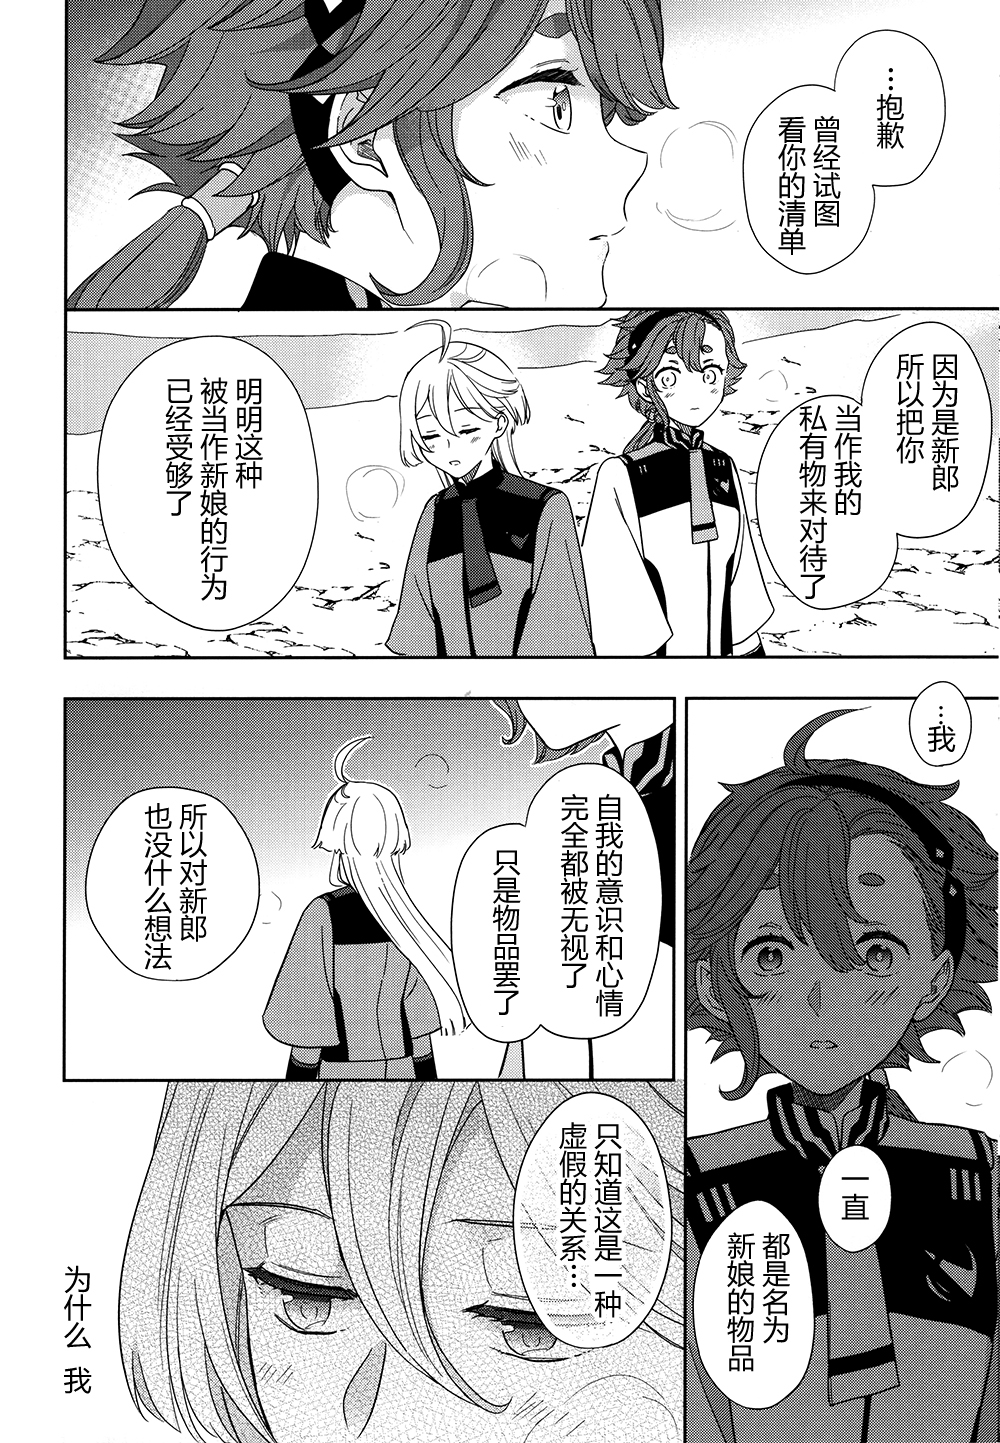 …抱歉
曾经试图
看你的清单
因为是新郎
所以把你
当作我的
私有物来对待了
明明这种
被当作新娘的行为
已经受够了
…我
一直
都是名为
新娘的物品
自我的意识和心情
完全都被无视了
只是物品罢了
所以对新郎
也没什么想法
只知道这是一种
虚假的关系…
为什么 我